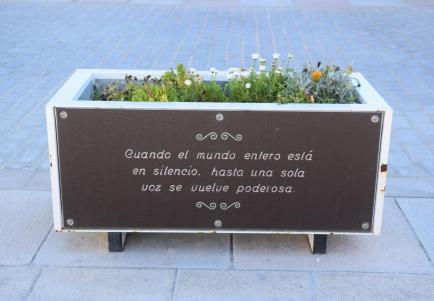 Cuando el mundo entero está
en silencio, hasta una sola
voz se vuelve poderosa.